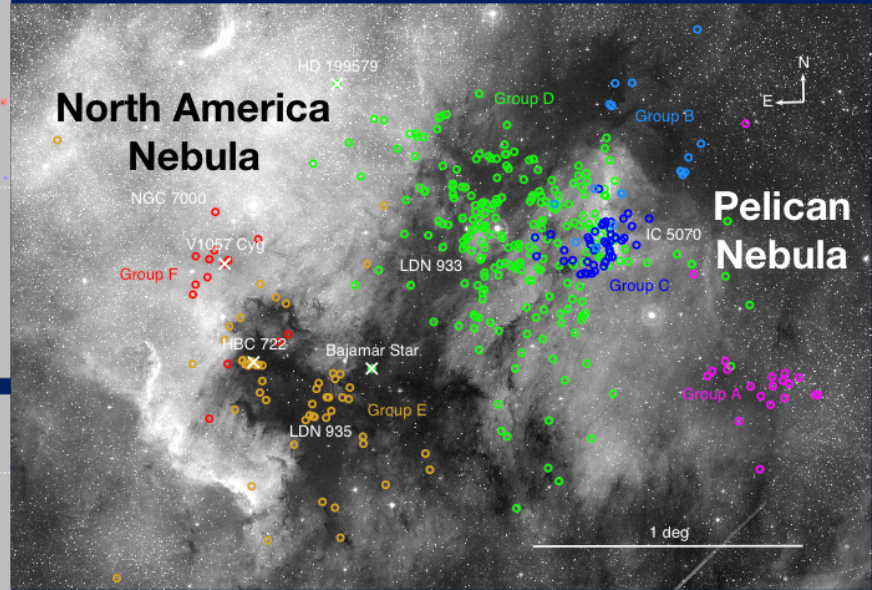 HD 199579
North America
Nebula
Group D
N
E
Group B
NGC 7000
Pelican
Nebula
V1057 Cyg
IC 5070
Group F
LDN 933
Group C
HBC 722
Bajamar Star
Group A
Group E
LDN 935
1 deg